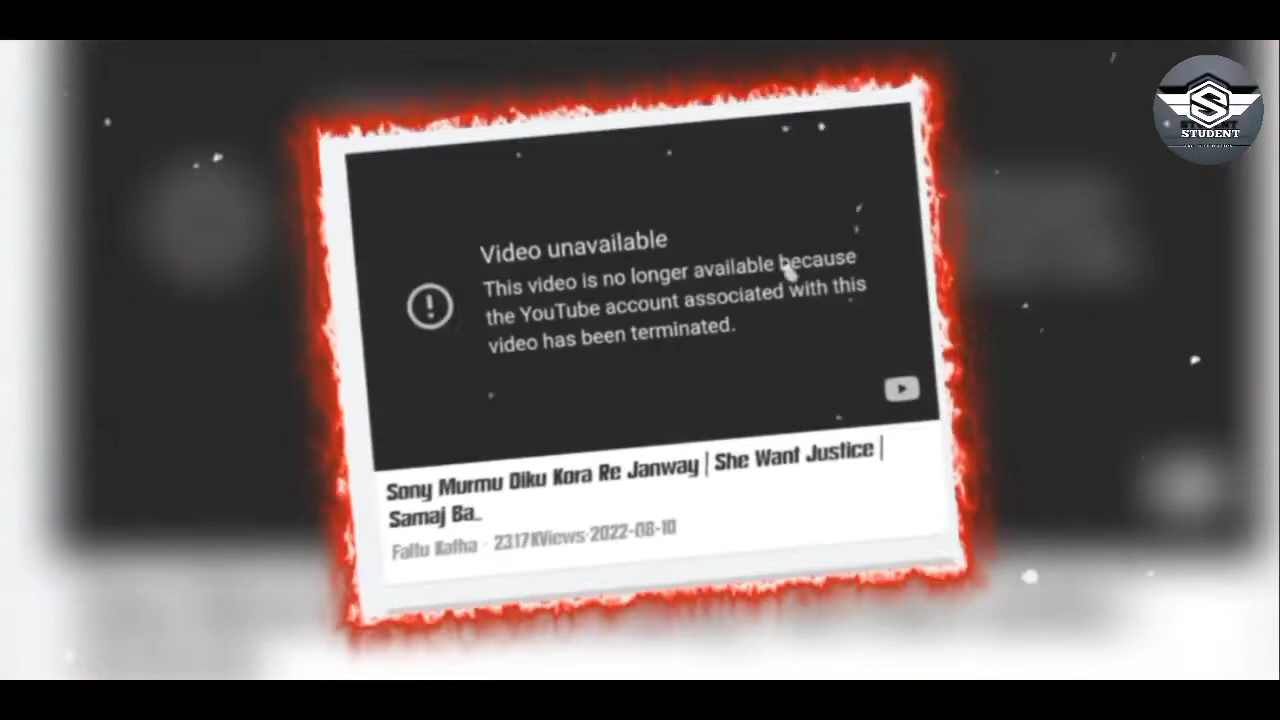 STUDENT
Video unavailable
This video is no longer available because
the YouTube account associated with this
video has been terminated.
Sony Murmu Diku Kora Re Janway | She Want Justice |
Samaj Ba..
Faltu Katha · 23.17KViews·2022-08-10